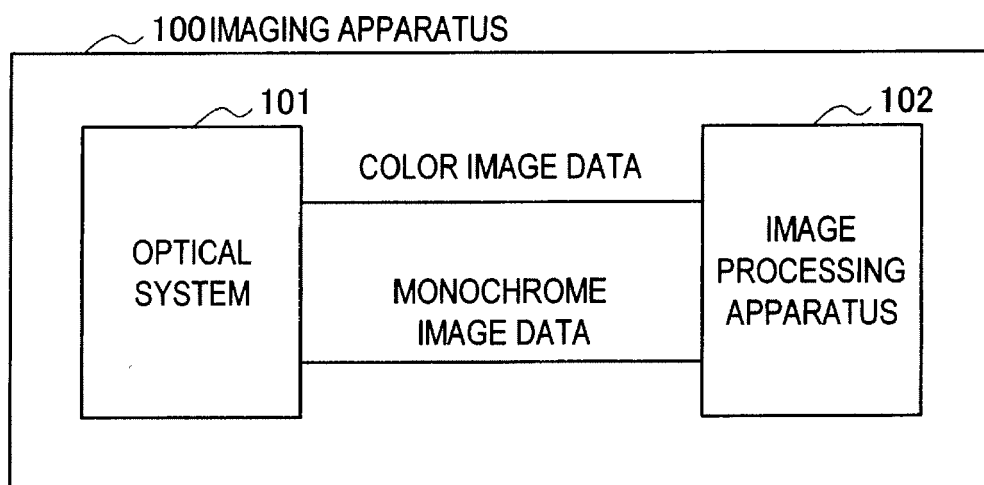 100 IMAGING APPARATUS
101
102
COLOR IMAGE DATA
OPTICAL
SYSTEM
IMAGE
PROCESSING
APPARATUS
MONOCHROME
IMAGE DATA